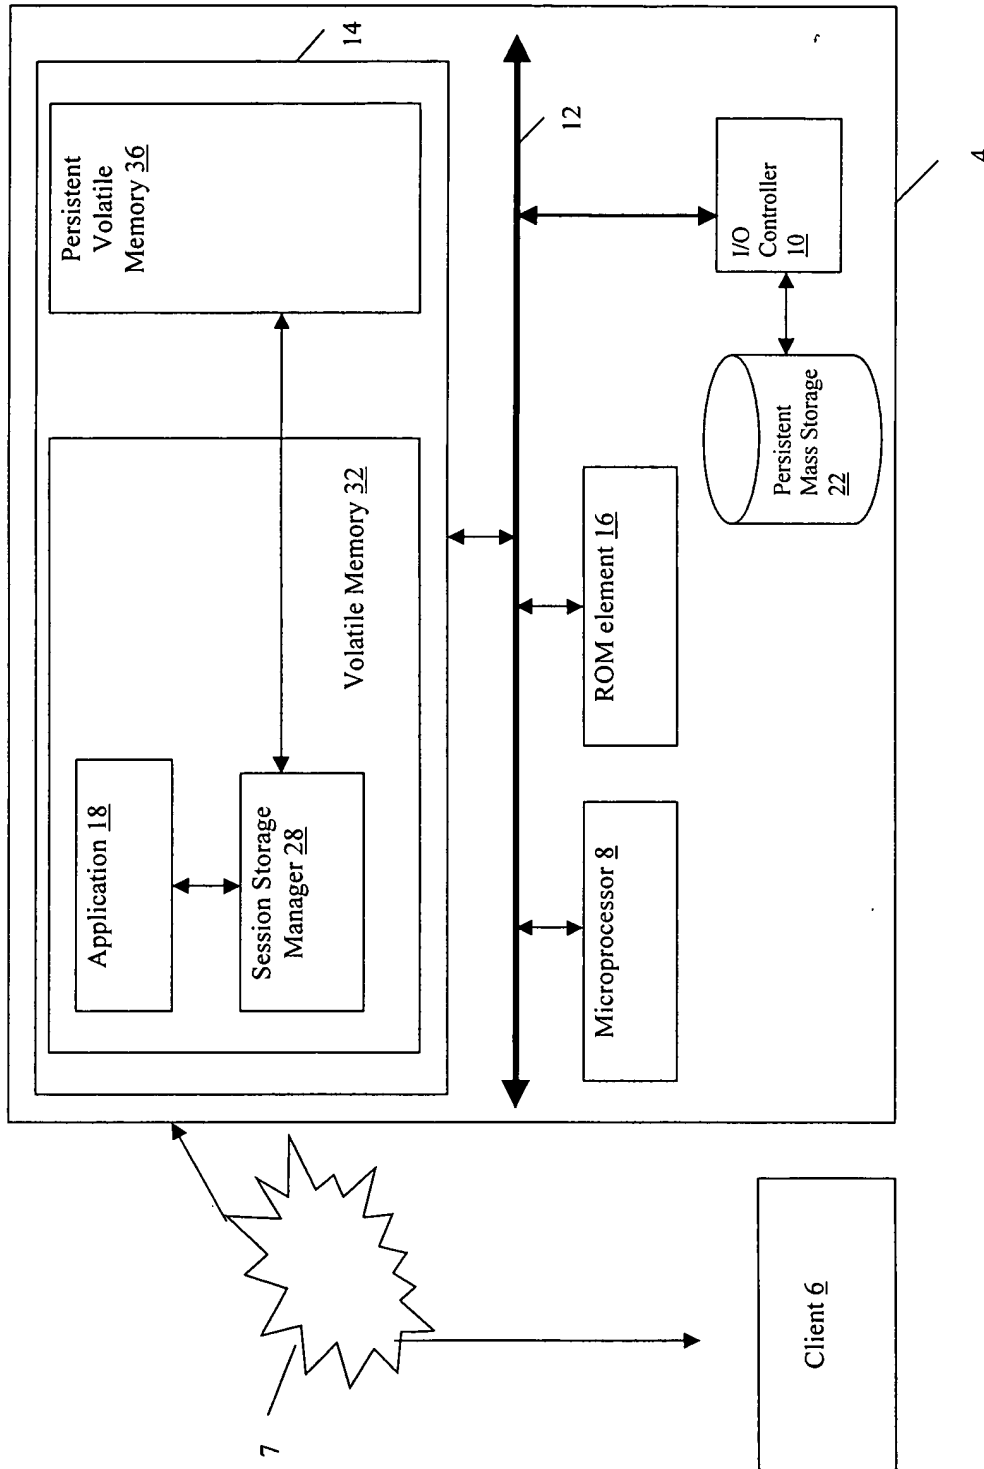 14
Persistent
Volatile
Memory 36
Volatile Memory 32
Application 18
Session Storage
Manager 28
12
I/O
Controller
10
Persistent
Mass Storage
22
ROM element 16
Microprocessor 8
4
7
Client 6